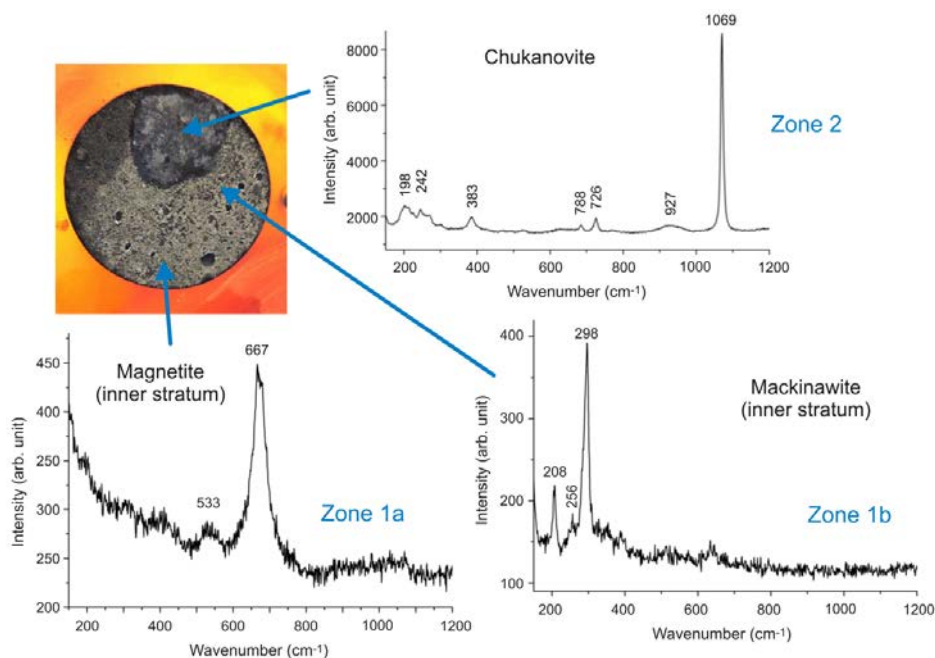 1069
Chukanovite
Zone 2
Intensity (arb. unit)
8000
6000
4000
2000
198
242
383
788
726
927
200 400 600 800 1000 1200
Wavenumber (cm-1)
667
Magnetite
(inner stratum)
533
Zone 1a
Intensity (arb. unit)
450
400
350
300
250
200
200 400 600 800 1000 1200
Wavenumber (cm-1)
298
Mackinawite
(inner stratum)
208
256
Zone 1b
Intensity (arb. unit)
400
300
200
100
200 400 600 800 1000 1200
Wavenumber (cm-1)